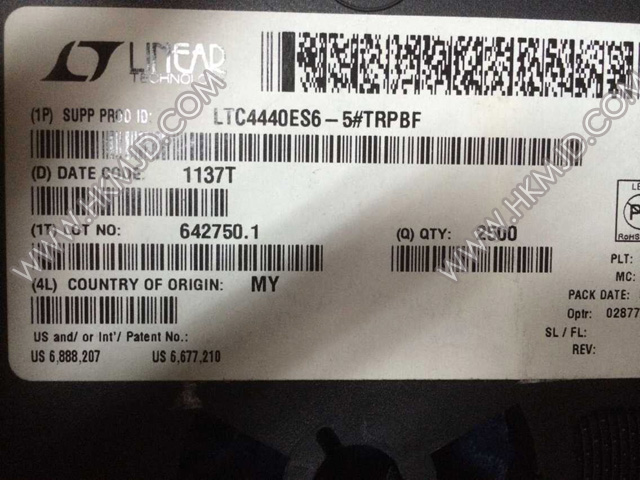 LINEAR
TECHNOLOGY
(1P) SUPP PROD ID: LTC4440ES6-5#TRPBF
(D) DATE CODE: 1137T
(1T) LOT NO: 642750.1 (Q) QTY: 2500
(4L) COUNTRY OF ORIGIN: MY
US and/ or Int'/ Patent No.:
US 6,888,207 US 6,677,210
LE
RoHS
PLT:
MC:
PACK DATE:
Optr: 02877
SL / FL:
REV:
WWW.HKMJD.COM
WWW.HKMJD.COM